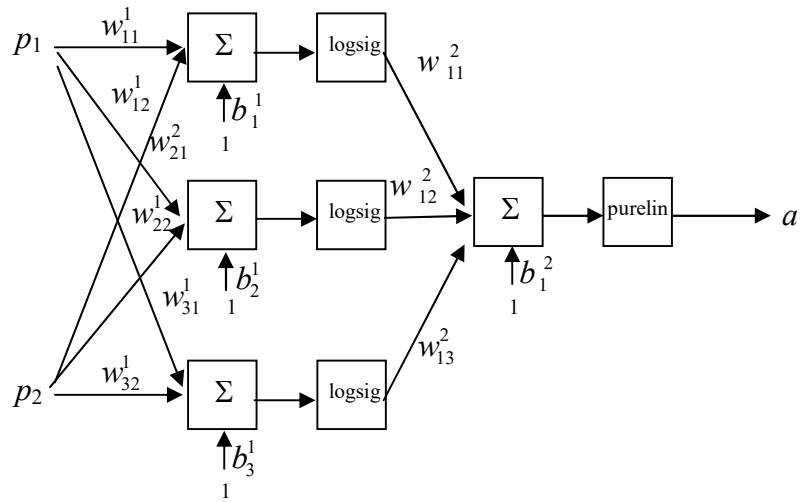 p₁
w¹₁₁
Σ
logsig
w²₁₁
w¹₁₂
b¹₁
1
w²₂₁
Σ
logsig
w²₁₂
Σ
purelin
a
w¹₂₂
b¹₂
1
b²₁
1
w¹₃₁
p₂
w¹₃₂
Σ
logsig
w²₁₃
b¹₃
1